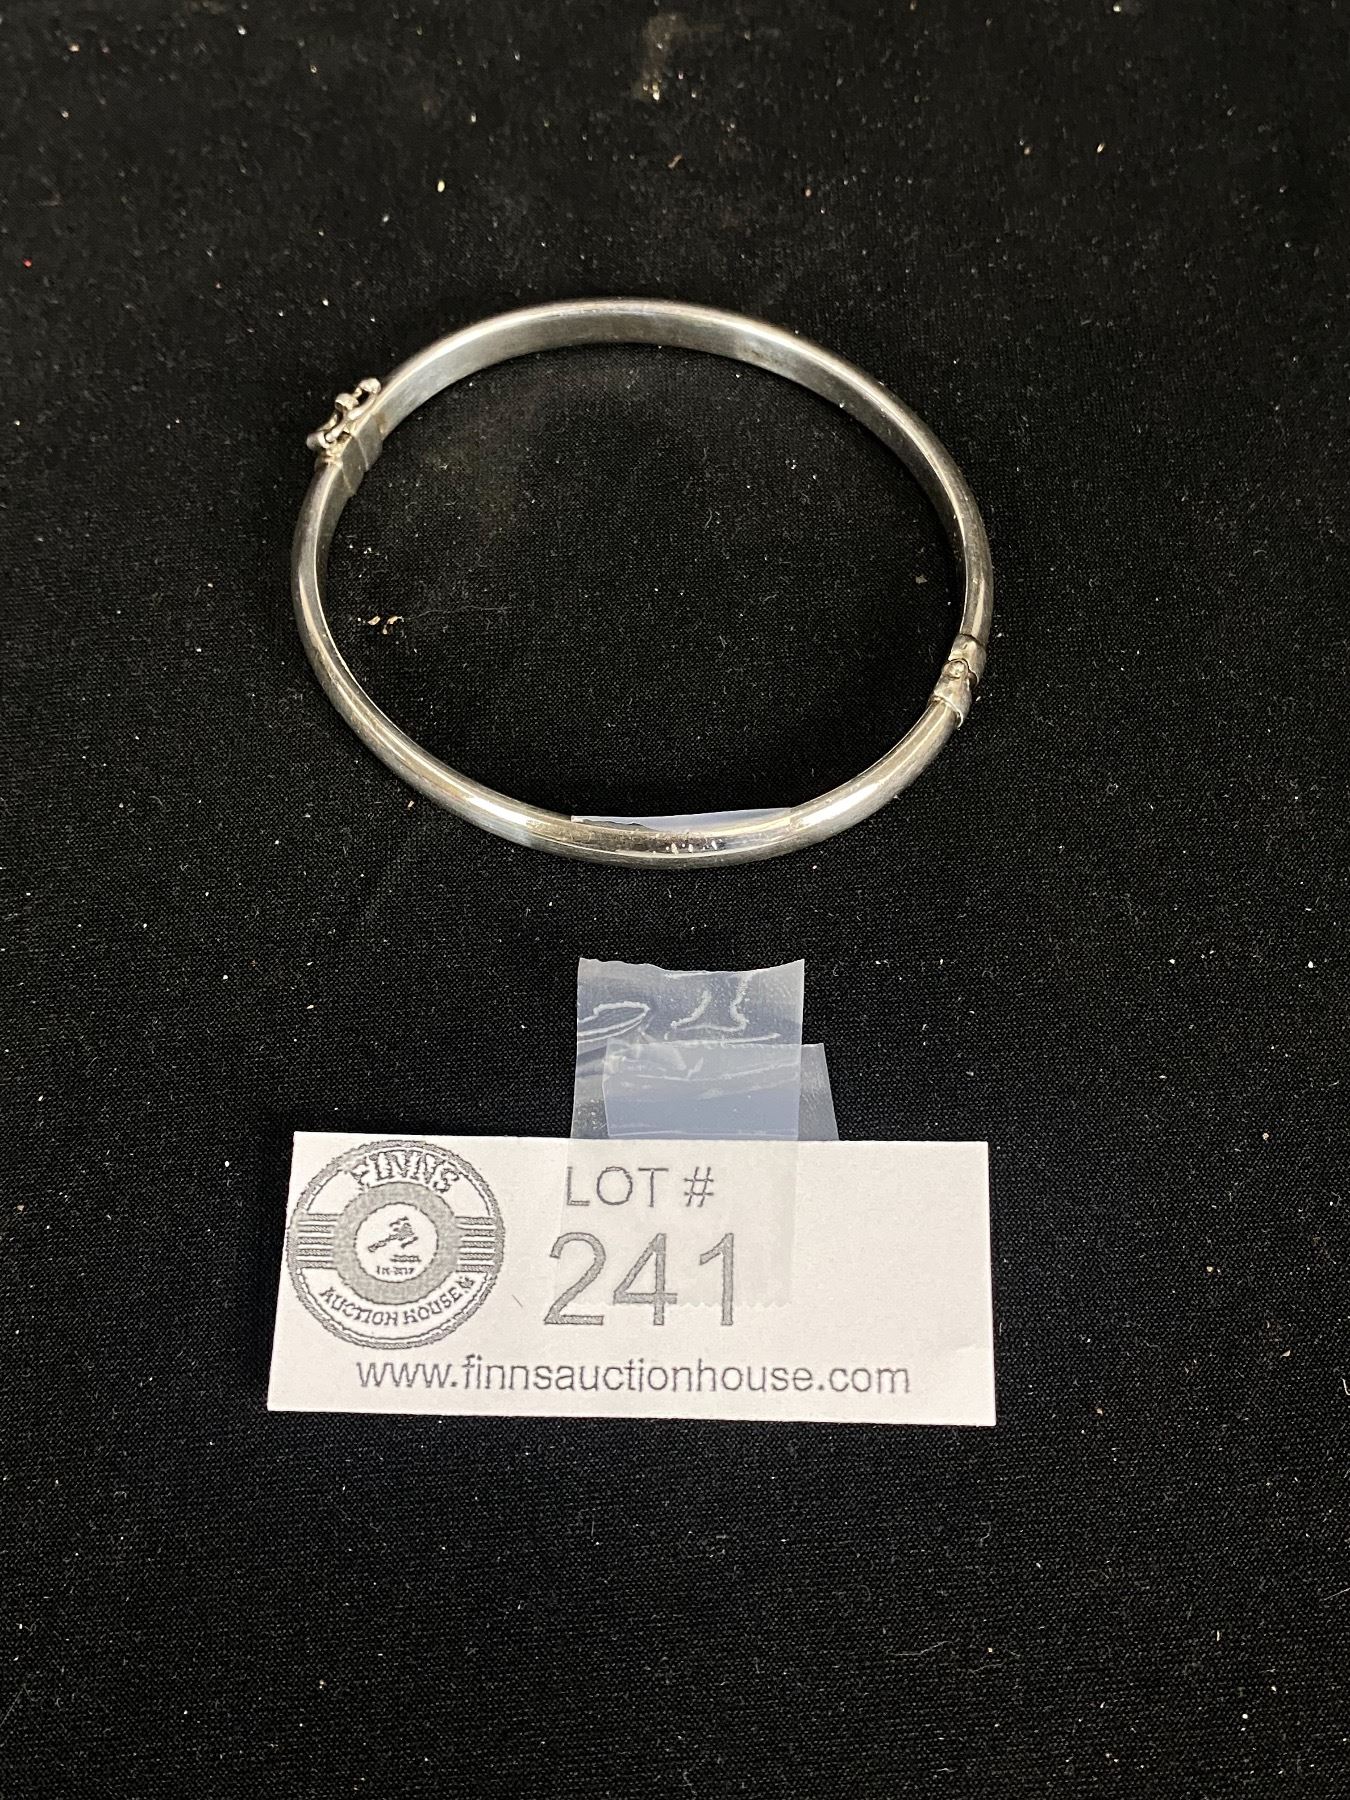 FINNS
AUCTION HOUSE
LOT #
241
www.finnsauctionhouse.com